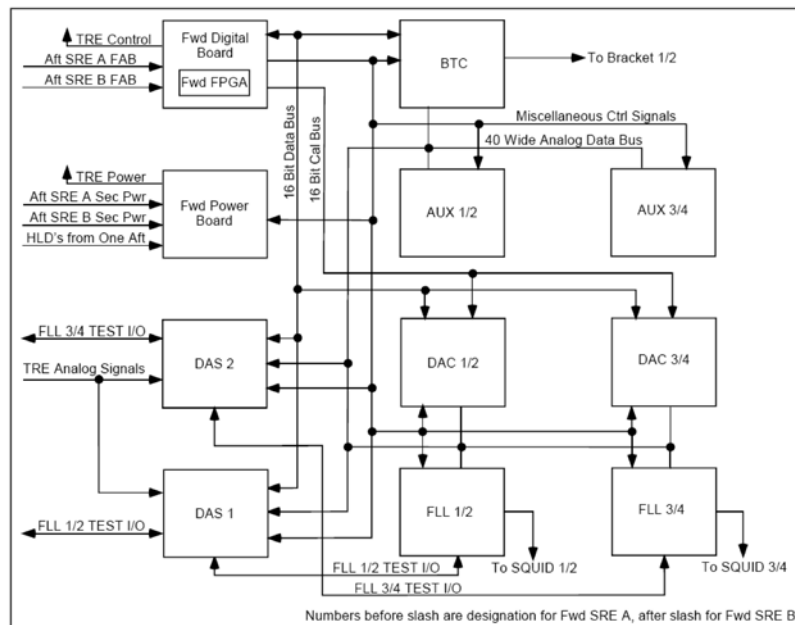 TRE Control
Aft SRE A FAB
Aft SRE B FAB
Fwd Digital
Board
Fwd FPGA
BTC
To Bracket 1/2
16 Bit Data Bus
16 Bit Cal Bus
Miscellaneous Ctrl Signals
40 Wide Analog Data Bus
TRE Power
Aft SRE A Sec Pwr
Aft SRE B Sec Pwr
HLD's from One Aft
Fwd Power
Board
AUX 1/2
AUX 3/4
FLL 3/4 TEST I/O
TRE Analog Signals
DAS 2
DAC 1/2
DAC 3/4
FLL 1/2 TEST I/O
DAS 1
FLL 1/2
FLL 3/4
FLL 1/2 TEST I/O
To SQUID 1/2
To SQUID 3/4
FLL 3/4 TEST I/O
Numbers before slash are designation for Fwd SRE A, after slash for Fwd SRE B